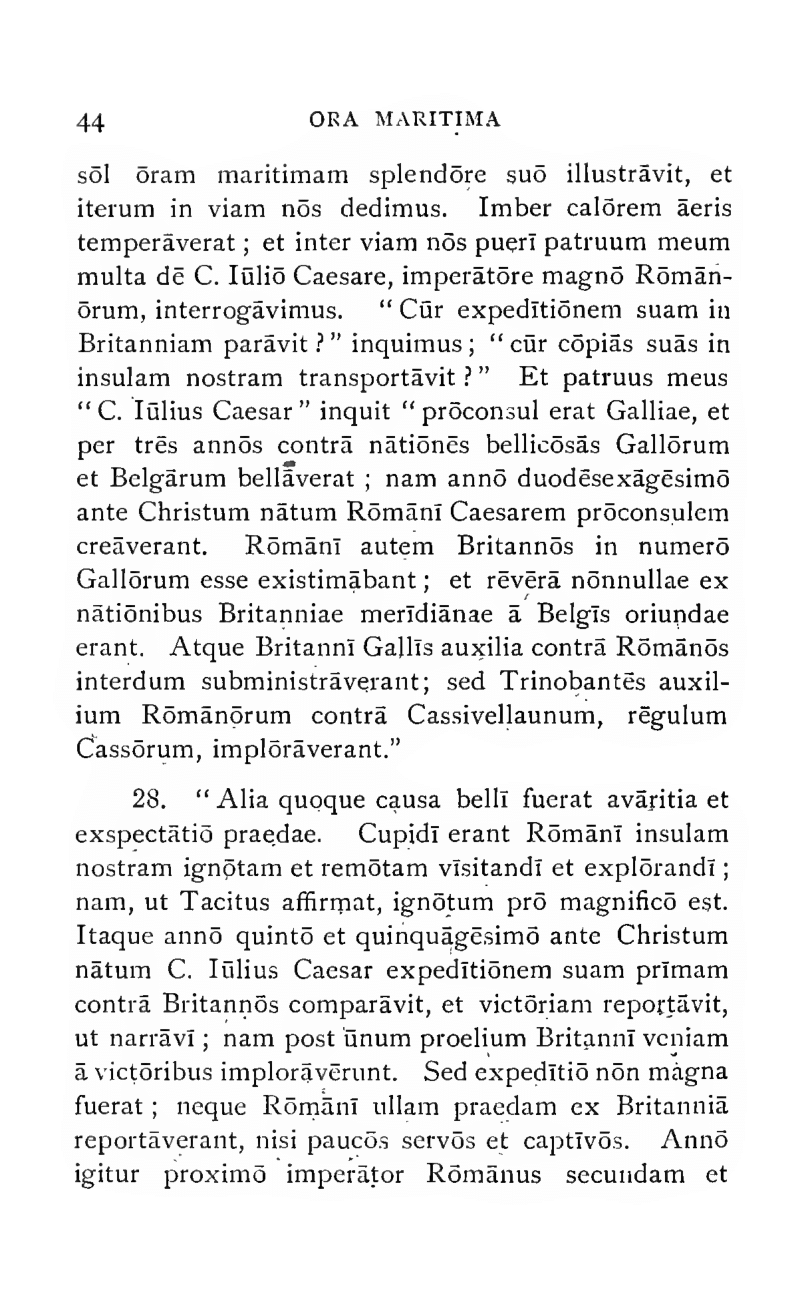 44 ORA MARITIMA
sōl ōram maritimam splendōre suō illustrāvit, et
iterum in viam nōs dedimus. Imber calōrem āeris
temperāverat ; et inter viam nōs puerī patruum meum
multa dē C. Iūliō Caesare, imperātōre magnō Rōmān-
ōrum, interrogāvimus. “ Cūr expedītiōnem suam in
Britanniam parāvit ? ” inquimus ; “ cūr cōpiās suās in
insulam nostram transportāvit ? ” Et patruus meus
“ C. Iūlius Caesar ” inquit “ prōconsul erat Galliae, et
per trēs annōs contrā nātiōnēs bellicōsās Gallōrum
et Belgārum bellāverat ; nam annō duodēsexāgēsimō
ante Christum nātum Rōmānī Caesarem prōconsulem
creāverant. Rōmānī autem Britannōs in numerō
Gallōrum esse existimābant ; et rēvērā nōnnullae ex
nātiōnibus Britanniae merīdiānae ā Belgīs oriundae
erant. Atque Britannī Gallīs auxilia contrā Rōmānōs
interdum subministrāverant; sed Trinobantēs auxil-
ium Rōmānōrum contrā Cassivellaunum, rēgulum
Cassōrum, implōrāverant.”
28. “ Alia quoque causa bellī fuerat avāritia et
exspectātiō praedae. Cupidī erant Rōmānī insulam
nostram ignōtam et remōtam vīsitandī et explōrandī ;
nam, ut Tacitus affirmat, ignōtum prō magnificō est.
Itaque annō quintō et quinquāgēsimō ante Christum
nātum C. Iūlius Caesar expedītiōnem suam prīmam
contrā Britannōs comparāvit, et victōriam reportāvit,
ut narrāvī ; nam post ūnum proelium Britannī veniam
ā victōribus implorāvērunt. Sed expedītiō nōn magna
fuerat ; neque Rōmānī ullam praedam ex Britanniā
reportāverant, nisi paucōs servōs et captīvōs. Annō
igitur proximō imperātor Rōmānus secundam et